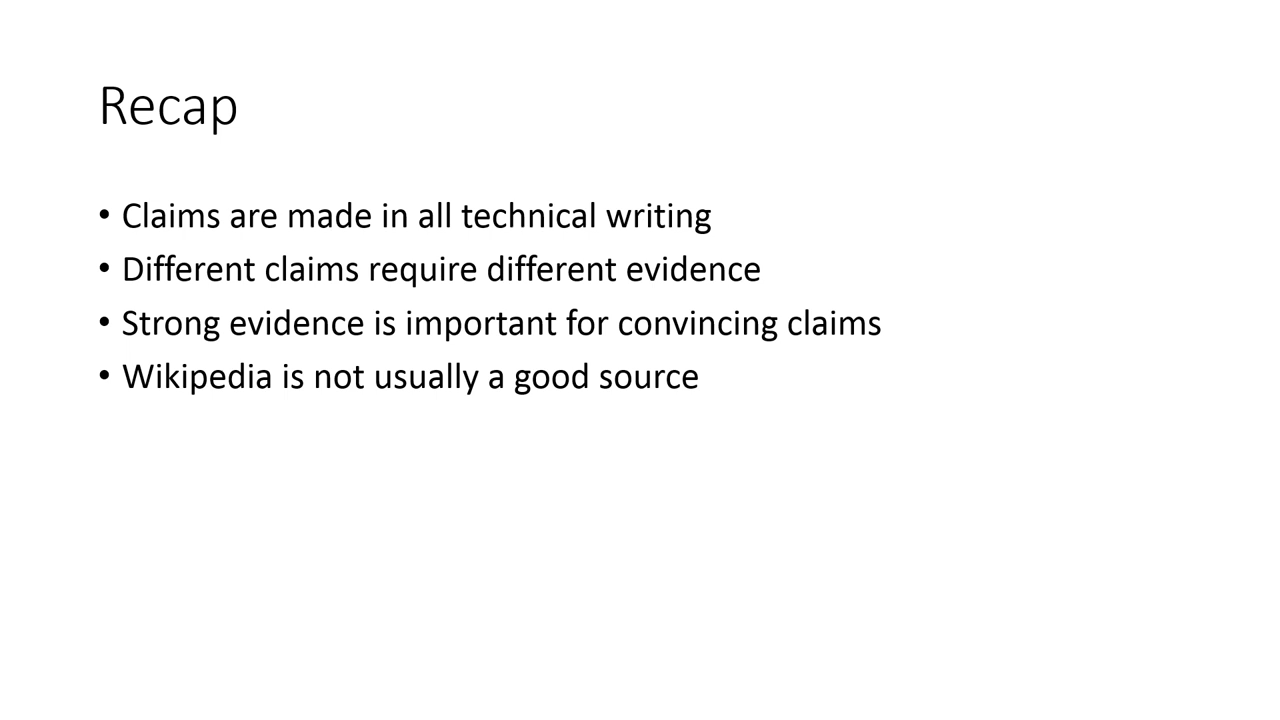 Recap
• Claims are made in all technical writing
• Different claims require different evidence
• Strong evidence is important for convincing claims
• Wikipedia is not usually a good source